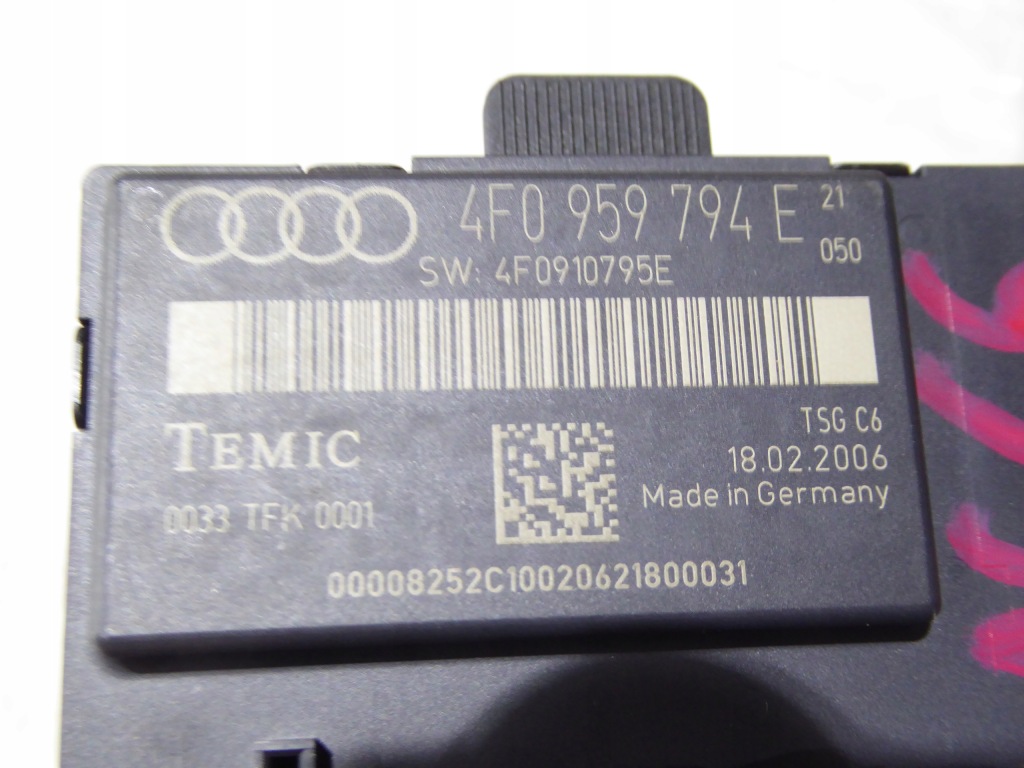 4F0 959 794 E 21
050
SW: 4F0910795E
TEMIC
TSG C6
18.02.2006
Made in Germany
0033 TFK 0001
00008252C10020621800031